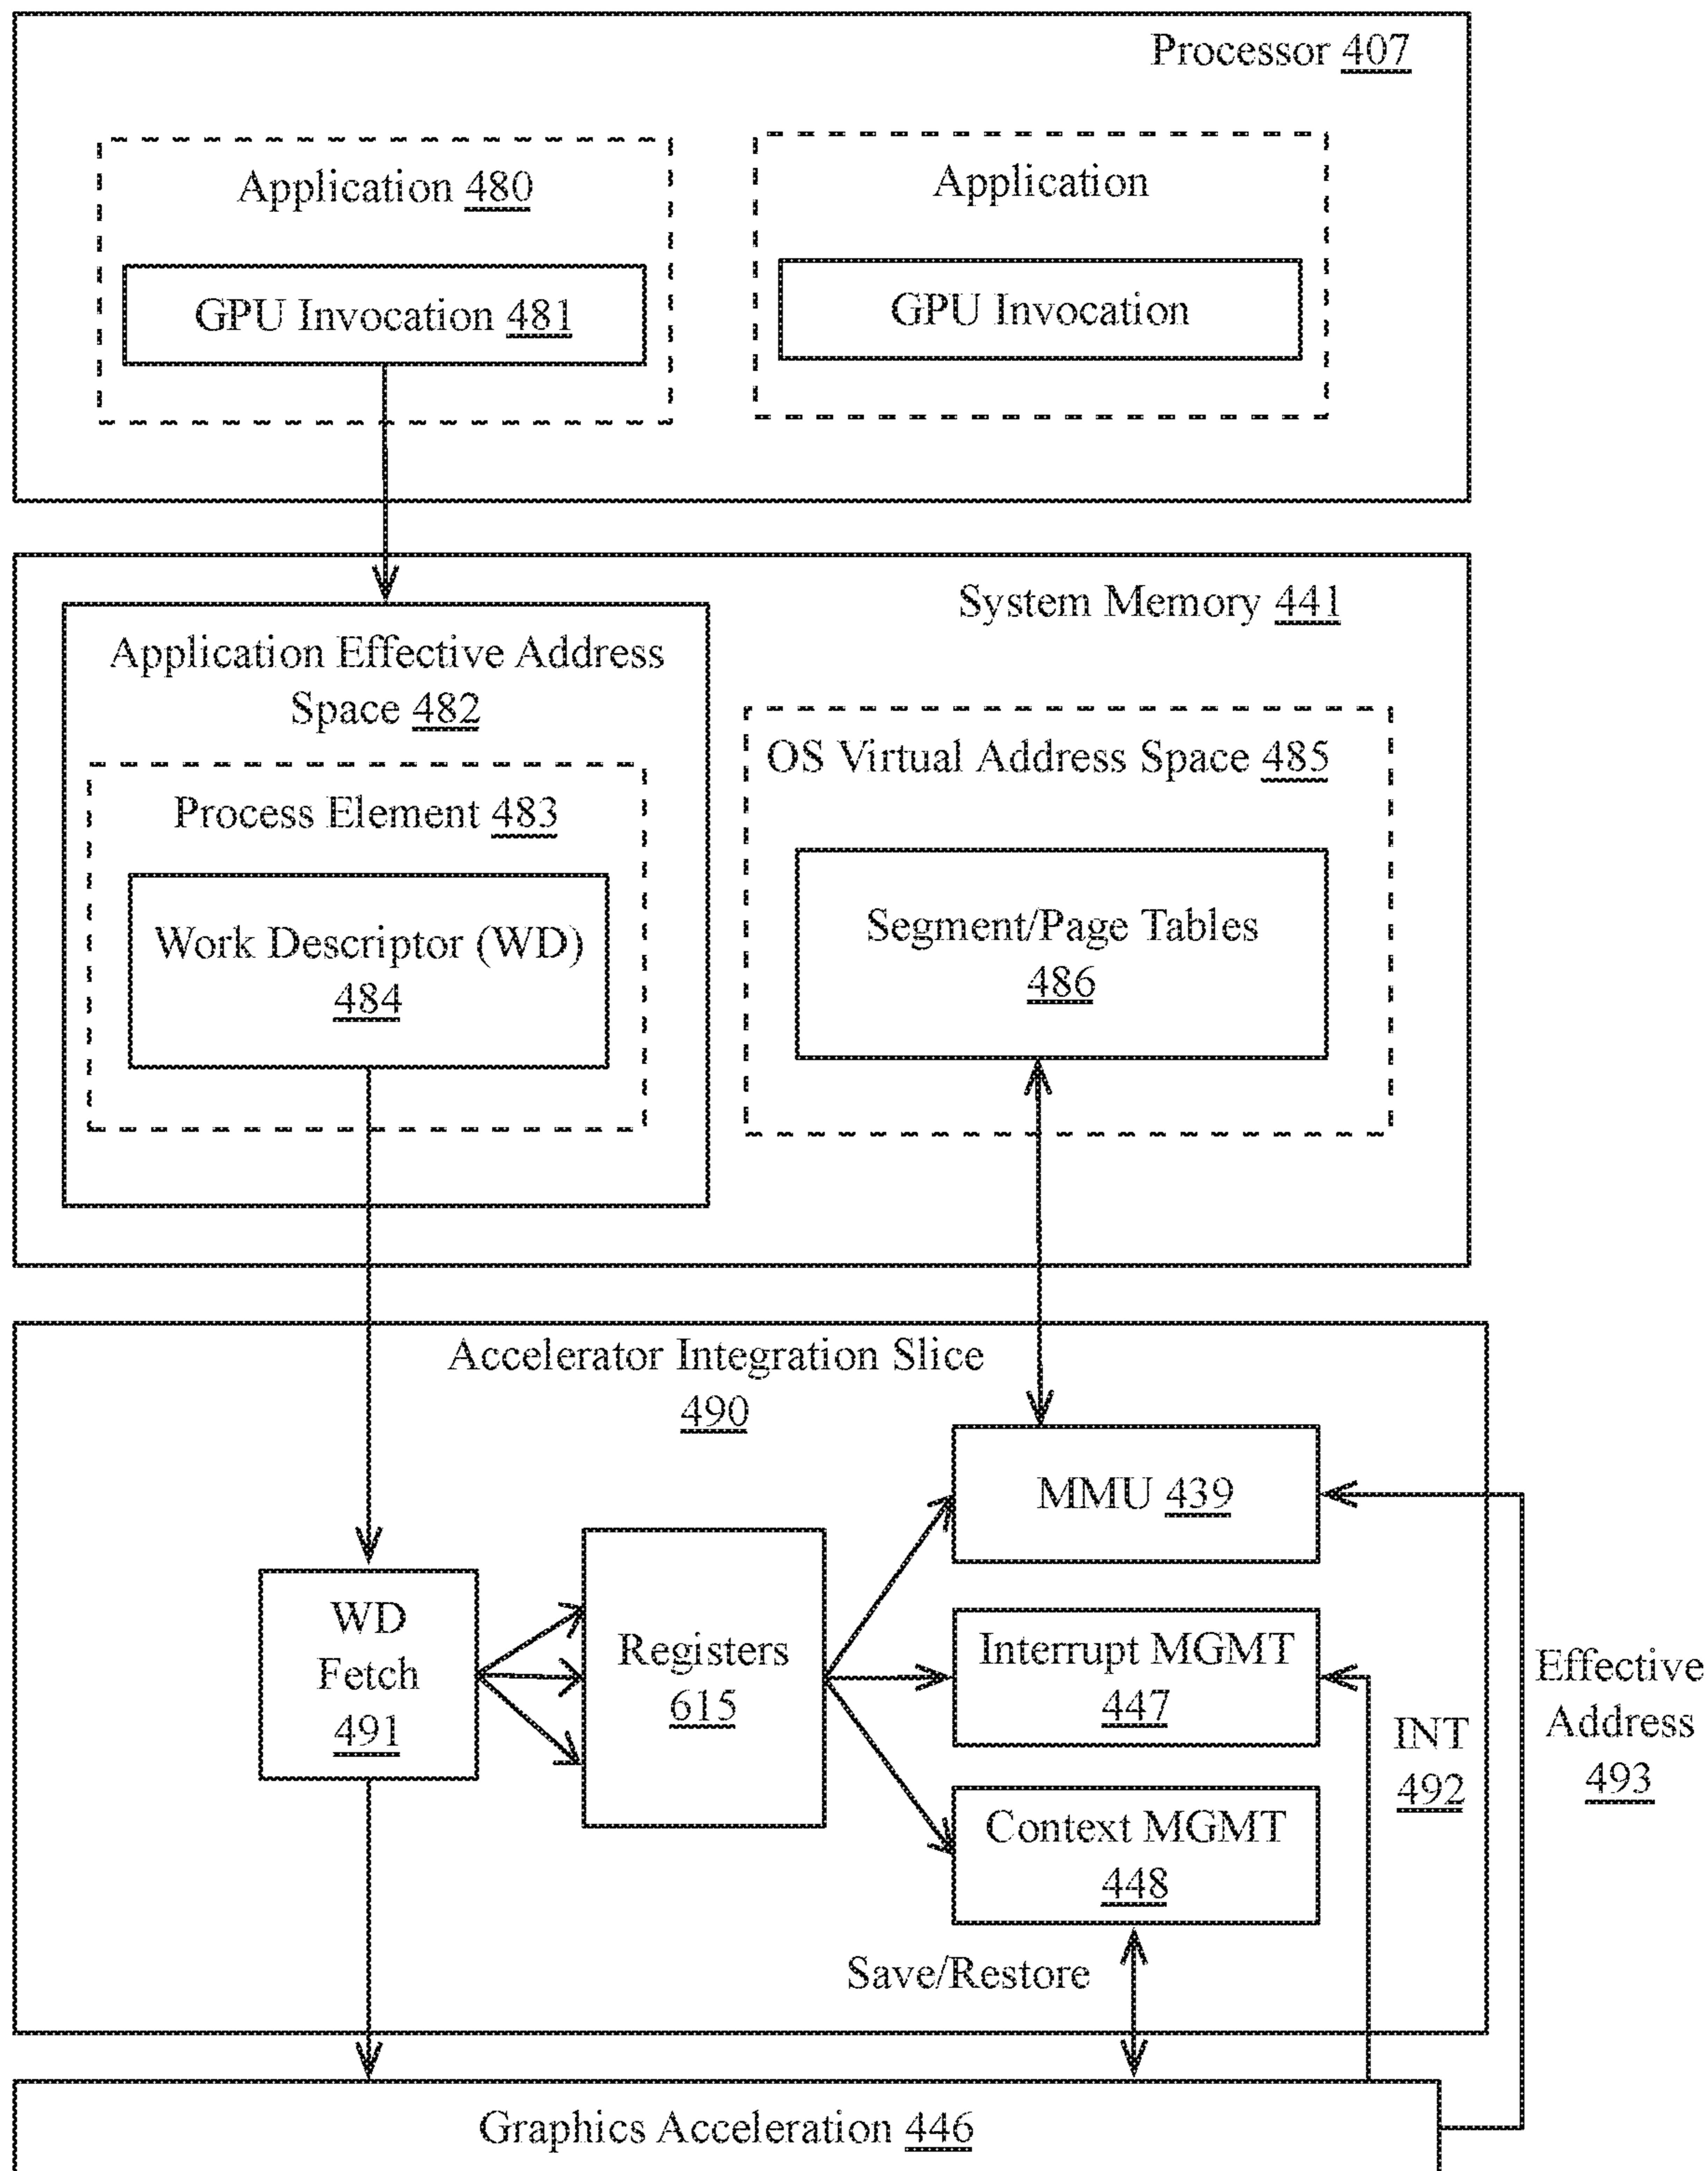 Processor 407
Application 480
Application
GPU Invocation 481
GPU Invocation
System Memory 441
Application Effective Address
Space 482
OS Virtual Address Space 485
Process Element 483
Segment/Page Tables
486
Work Descriptor (WD)
484
Accelerator Integration Slice
490
MMU 439
WD
Fetch
491
Registers
615
Interrupt MGMT
447
Effective
Address
493
INT
492
Context MGMT
448
Save/Restore
Graphics Acceleration 446